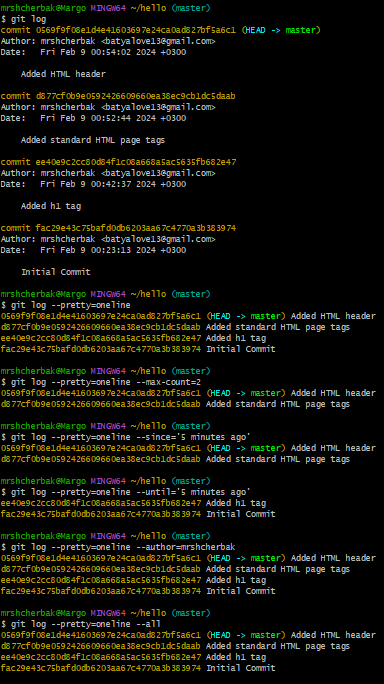 mrshcherbak@Margo MINGW64 ~/hello (master)
$ git log
commit 0569f9f08e1d4e41603697e24ca0ad827bf5a6c1 (HEAD -> master)
Author: mrshcherbak <batyalove13@gmail.com>
Date:   Fri Feb 9 00:54:02 2024 +0300
    Added HTML header
commit d877cf0b9e0592426609660ea38ec9cb1dc5daab
Author: mrshcherbak <batyalove13@gmail.com>
Date:   Fri Feb 9 00:52:44 2024 +0300
    Added standard HTML page tags
commit ee40e9c2cc80d84f1c08a668a5ac5635fb682e47
Author: mrshcherbak <batyalove13@gmail.com>
Date:   Fri Feb 9 00:42:37 2024 +0300
    Added h1 tag
commit fac29e43c75bafd0db6203aa67c4770a3b383974
Author: mrshcherbak <batyalove13@gmail.com>
Date:   Fri Feb 9 00:23:13 2024 +0300
    Initial Commit
mrshcherbak@Margo MINGW64 ~/hello (master)
$ git log --pretty=oneline
0569f9f08e1d4e41603697e24ca0ad827bf5a6c1 (HEAD -> master) Added HTML header
d877cf0b9e0592426609660ea38ec9cb1dc5daab Added standard HTML page tags
ee40e9c2cc80d84f1c08a668a5ac5635fb682e47 Added h1 tag
fac29e43c75bafd0db6203aa67c4770a3b383974 Initial Commit
mrshcherbak@Margo MINGW64 ~/hello (master)
$ git log --pretty=oneline --max-count=2
0569f9f08e1d4e41603697e24ca0ad827bf5a6c1 (HEAD -> master) Added HTML header
d877cf0b9e0592426609660ea38ec9cb1dc5daab Added standard HTML page tags
mrshcherbak@Margo MINGW64 ~/hello (master)
$ git log --pretty=oneline --since='5 minutes ago'
0569f9f08e1d4e41603697e24ca0ad827bf5a6c1 (HEAD -> master) Added HTML header
d877cf0b9e0592426609660ea38ec9cb1dc5daab Added standard HTML page tags
mrshcherbak@Margo MINGW64 ~/hello (master)
$ git log --pretty=oneline --until='5 minutes ago'
ee40e9c2cc80d84f1c08a668a5ac5635fb682e47 Added h1 tag
fac29e43c75bafd0db6203aa67c4770a3b383974 Initial Commit
mrshcherbak@Margo MINGW64 ~/hello (master)
$ git log --pretty=oneline --author=mrshcherbak
0569f9f08e1d4e41603697e24ca0ad827bf5a6c1 (HEAD -> master) Added HTML header
d877cf0b9e0592426609660ea38ec9cb1dc5daab Added standard HTML page tags
ee40e9c2cc80d84f1c08a668a5ac5635fb682e47 Added h1 tag
fac29e43c75bafd0db6203aa67c4770a3b383974 Initial Commit
mrshcherbak@Margo MINGW64 ~/hello (master)
$ git log --pretty=oneline --all
0569f9f08e1d4e41603697e24ca0ad827bf5a6c1 (HEAD -> master) Added HTML header
d877cf0b9e0592426609660ea38ec9cb1dc5daab Added standard HTML page tags
ee40e9c2cc80d84f1c08a668a5ac5635fb682e47 Added h1 tag
fac29e43c75bafd0db6203aa67c4770a3b383974 Initial Commit